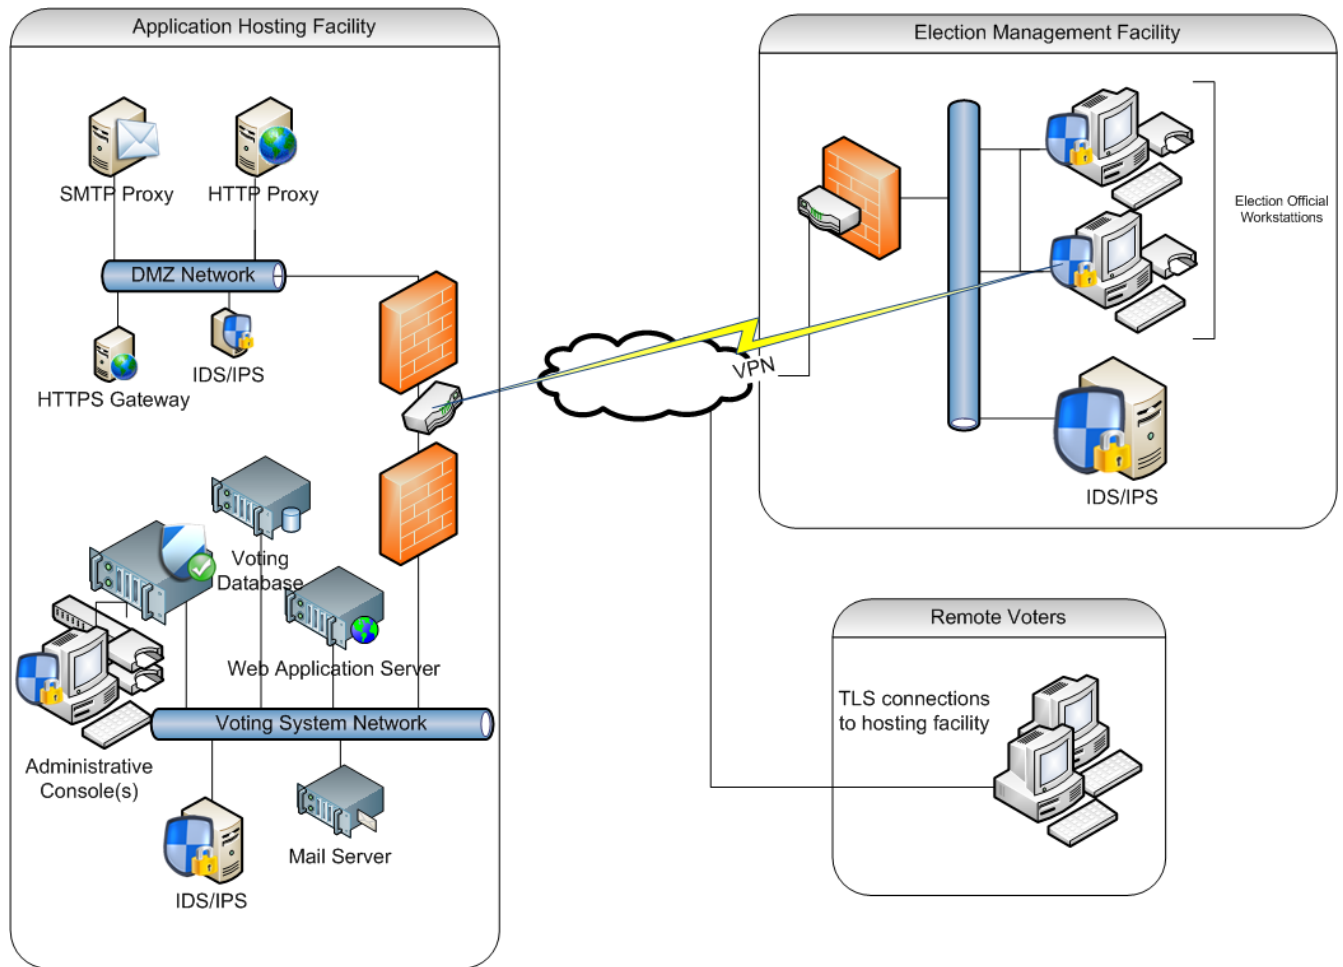 Application Hosting Facility
SMTP Proxy
HTTP Proxy
DMZ Network
HTTPS Gateway
IDS/IPS
Voting
Database
Web Application Server
Voting System Network
Administrative
Console(s)
IDS/IPS
Mail Server
VPN
Election Management Facility
Election Official
Workstattions
IDS/IPS
Remote Voters
TLS connections
to hosting facility